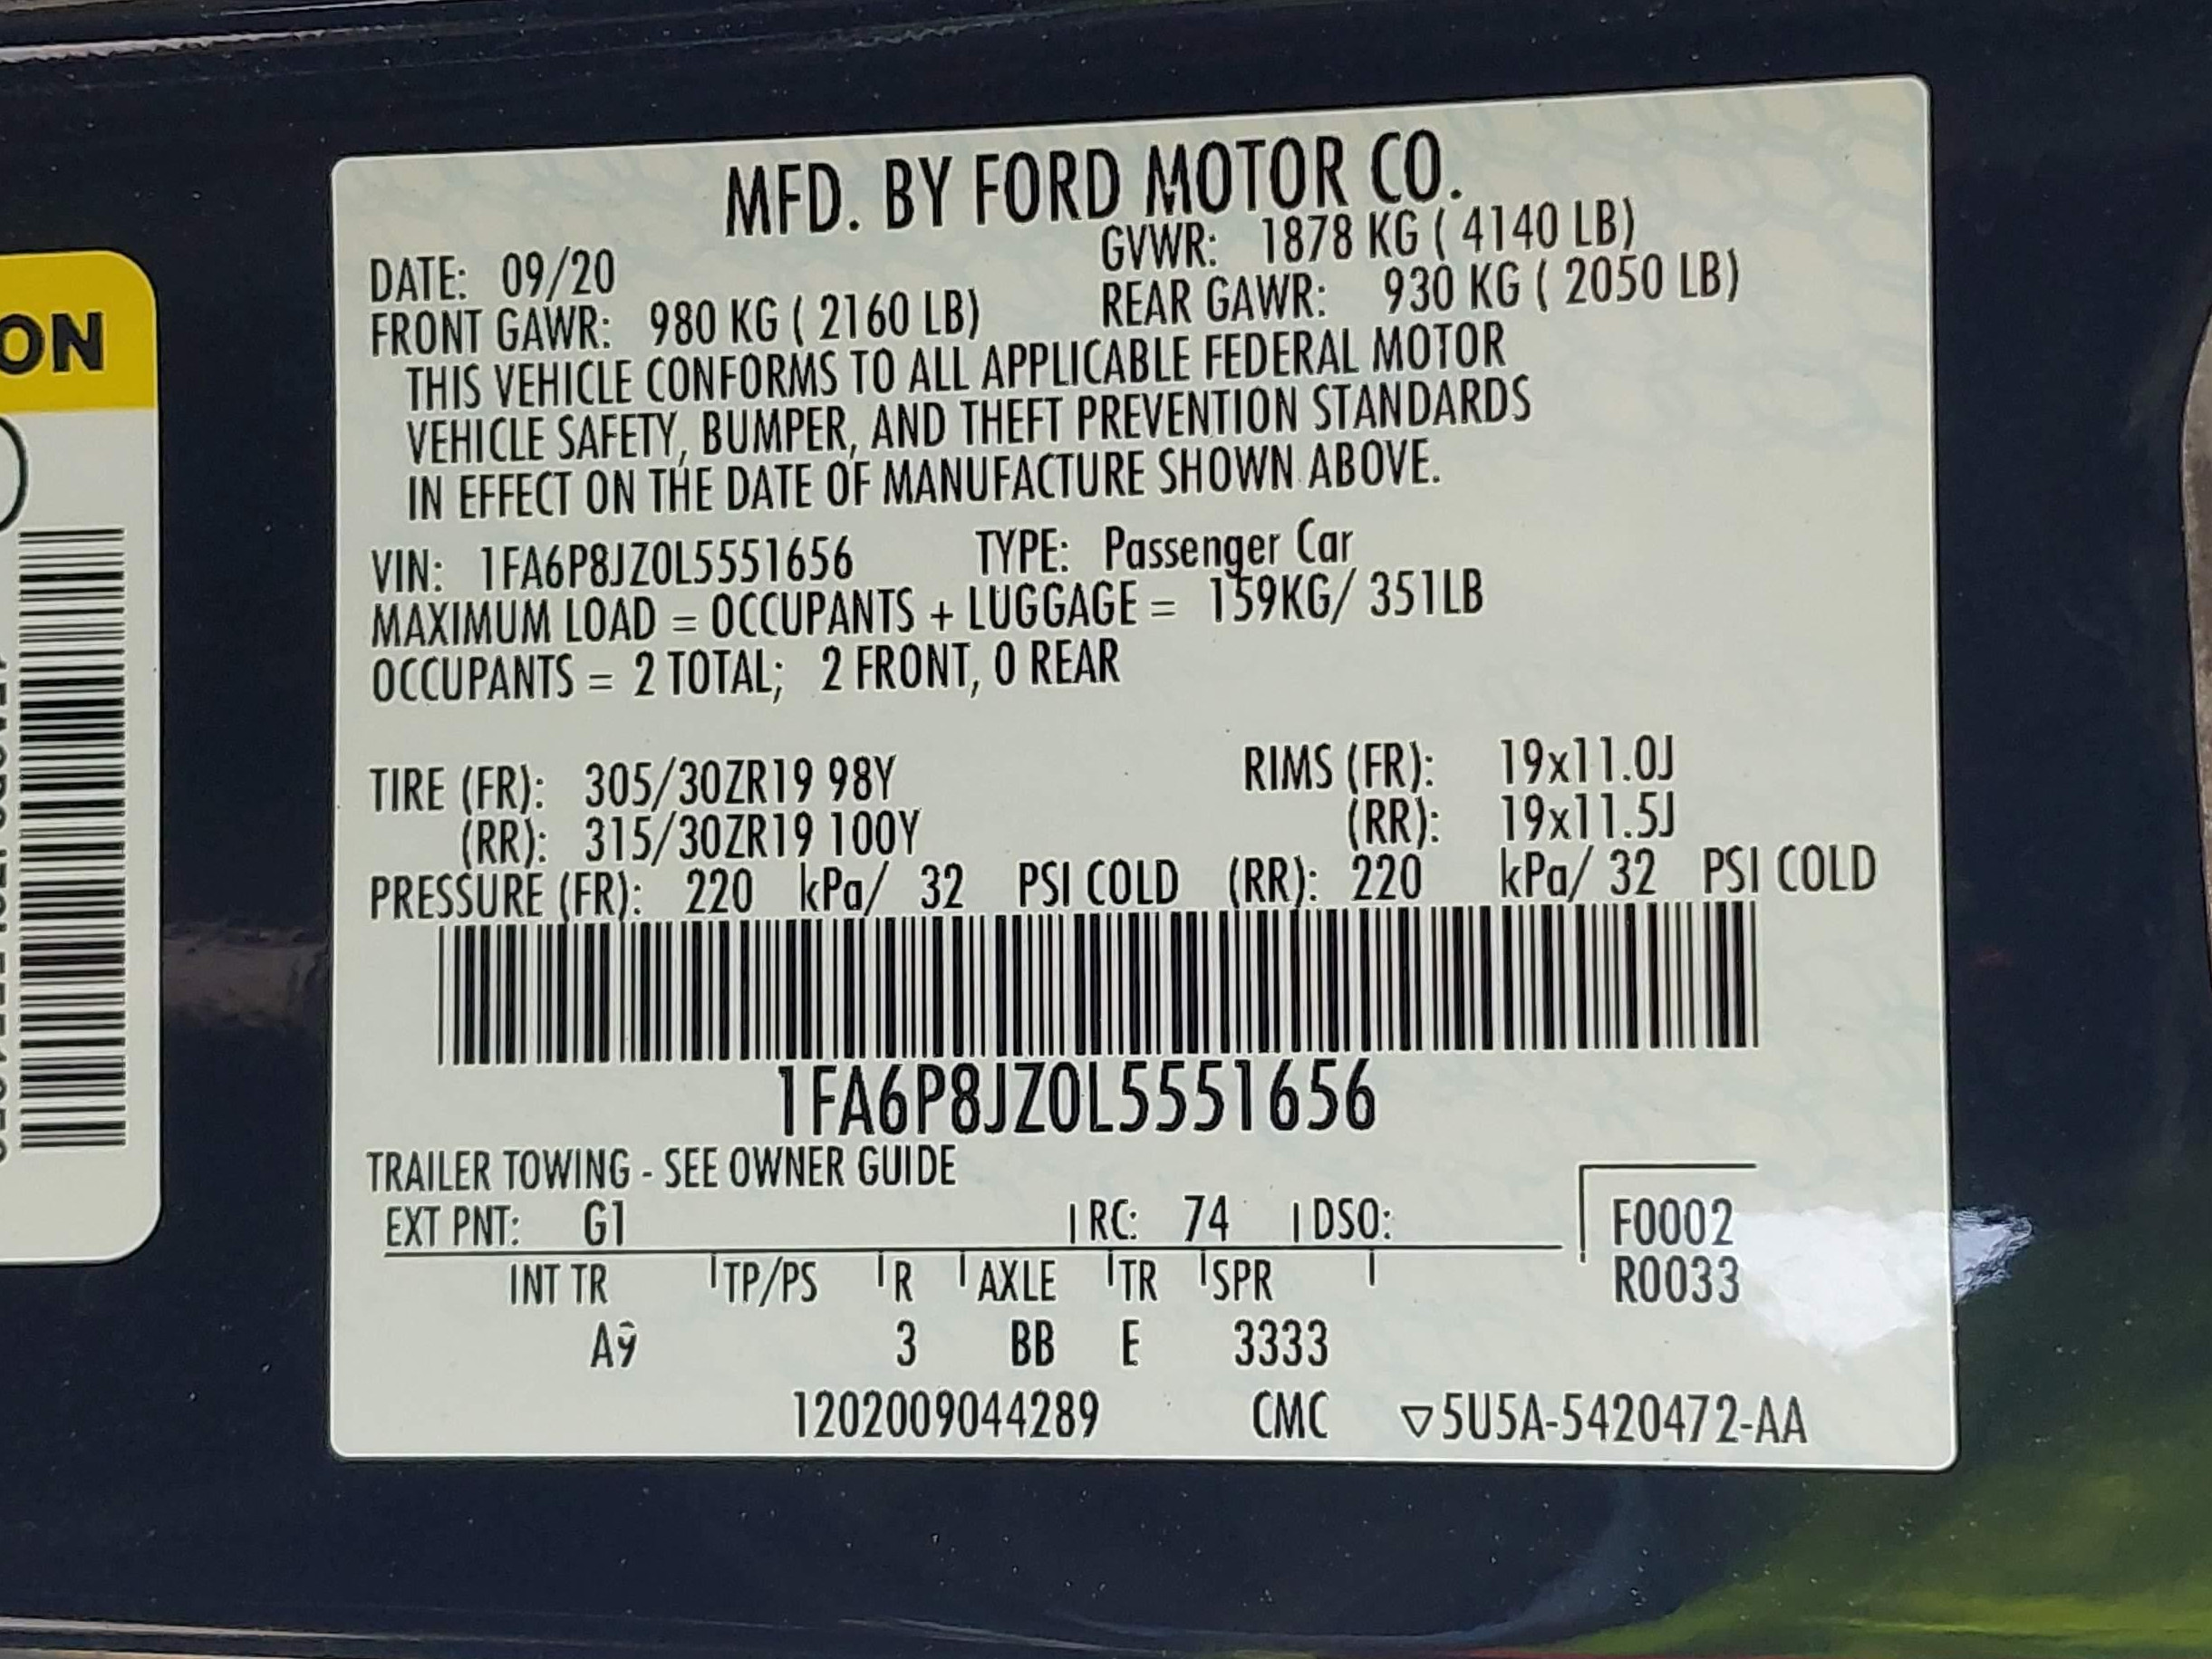 ON
MFD. BY FORD MOTOR CO.
DATE: 09/20 GVWR: 1878 KG ( 4140 LB)
FRONT GAWR: 980 KG ( 2160 LB) REAR GAWR: 930 KG ( 2050 LB)
THIS VEHICLE CONFORMS TO ALL APPLICABLE FEDERAL MOTOR
VEHICLE SAFETY, BUMPER, AND THEFT PREVENTION STANDARDS
IN EFFECT ON THE DATE OF MANUFACTURE SHOWN ABOVE.
VIN: 1FA6P8JZ0L5551656 TYPE: Passenger Car
MAXIMUM LOAD = OCCUPANTS + LUGGAGE = 159KG/ 351LB
OCCUPANTS = 2 TOTAL; 2 FRONT, 0 REAR
TIRE (FR): 305/30ZR19 98Y RIMS (FR): 19x11.0J
(RR): 315/30ZR19 100Y (RR): 19x11.5J
PRESSURE (FR): 220 kPa/ 32 PSI COLD (RR): 220 kPa/ 32 PSI COLD
1FA6P8JZ0L5551656
TRAILER TOWING - SEE OWNER GUIDE
EXT PNT: G1 RC: 74 DSO: F0002
INT TR TP/PS R AXLE TR SPR R0033
A9 3 BB E 3333
1202009044289 CMC ▽5U5A-5420472-AA